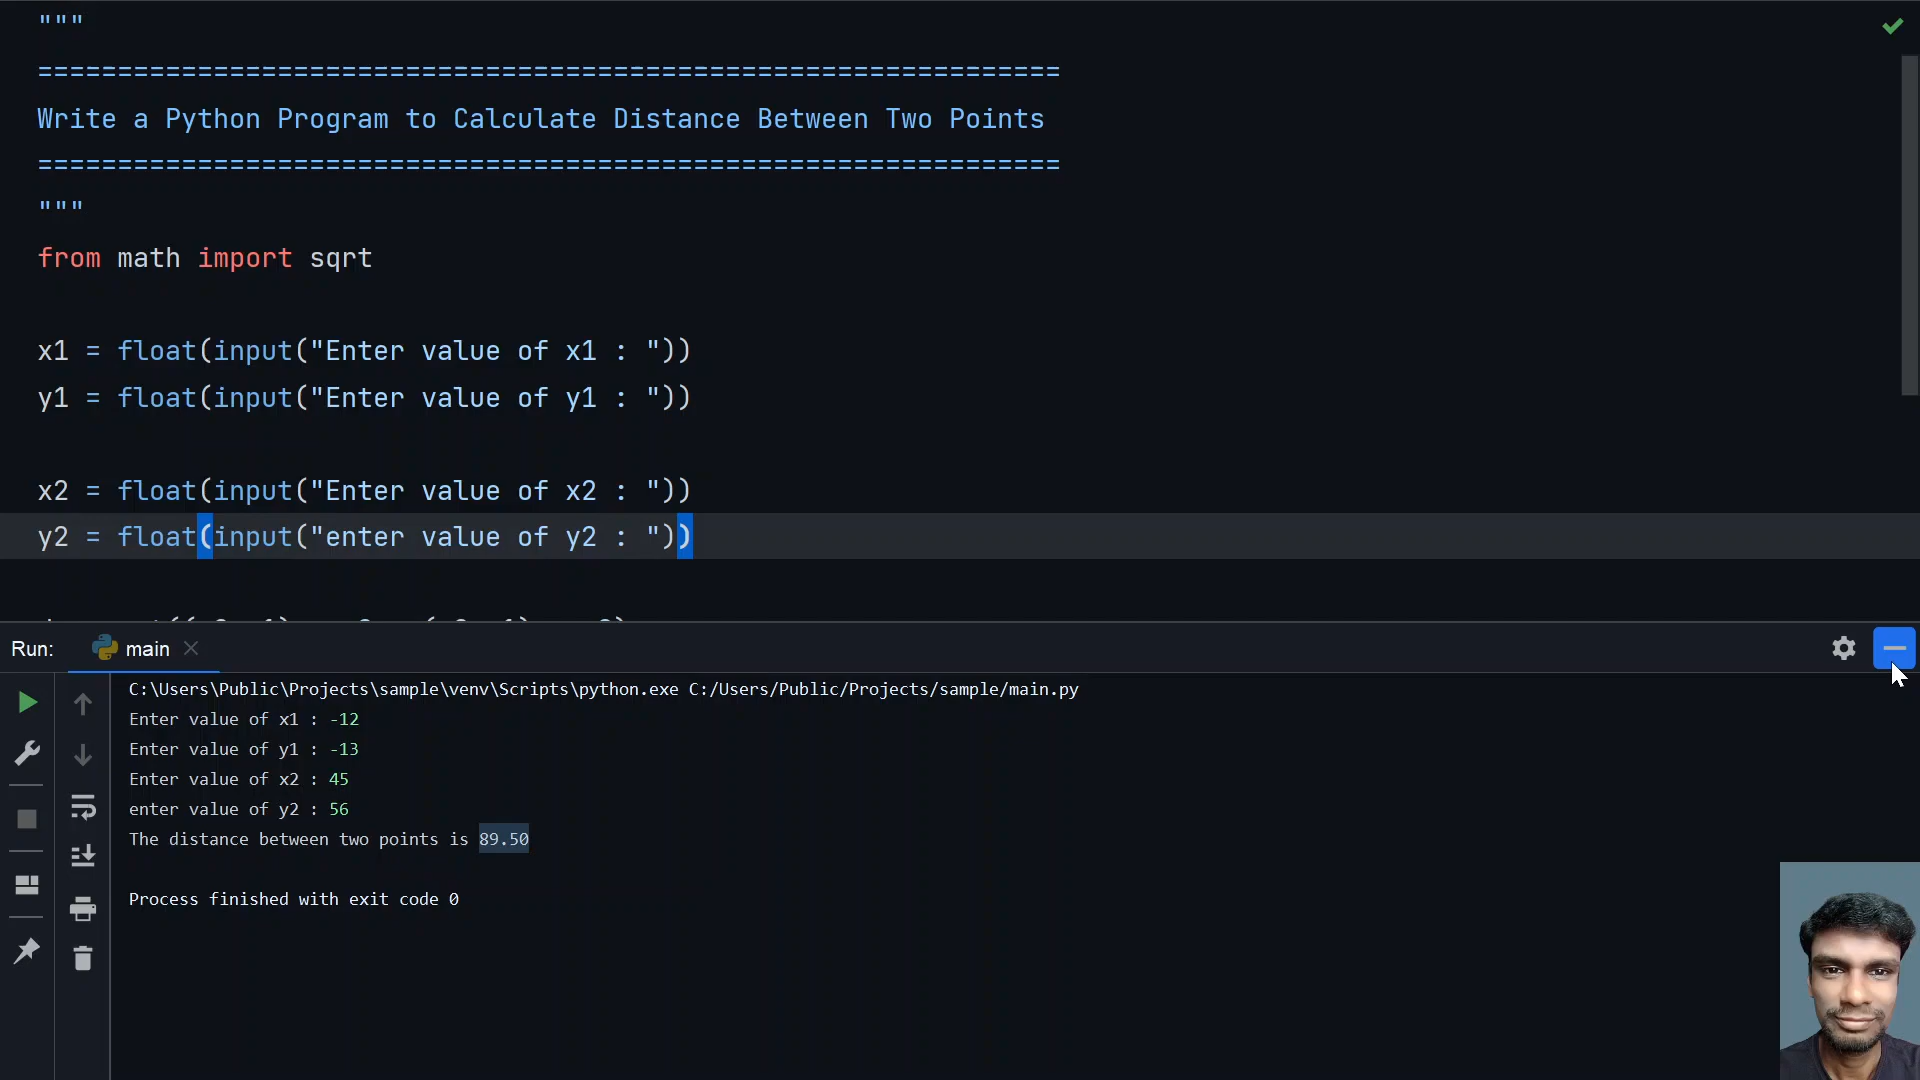 """
================================================================
Write a Python Program to Calculate Distance Between Two Points
================================================================
"""
from math import sqrt
x1 = float(input("Enter value of x1 : "))
y1 = float(input("Enter value of y1 : "))
x2 = float(input("Enter value of x2 : "))
y2 = float(input("enter value of y2 : "))
Run: main
C:\Users\Public\Projects\sample\venv\Scripts\python.exe C:/Users/Public/Projects/sample/main.py
Enter value of x1 : -12
Enter value of y1 : -13
Enter value of x2 : 45
enter value of y2 : 56
The distance between two points is 89.50
Process finished with exit code 0